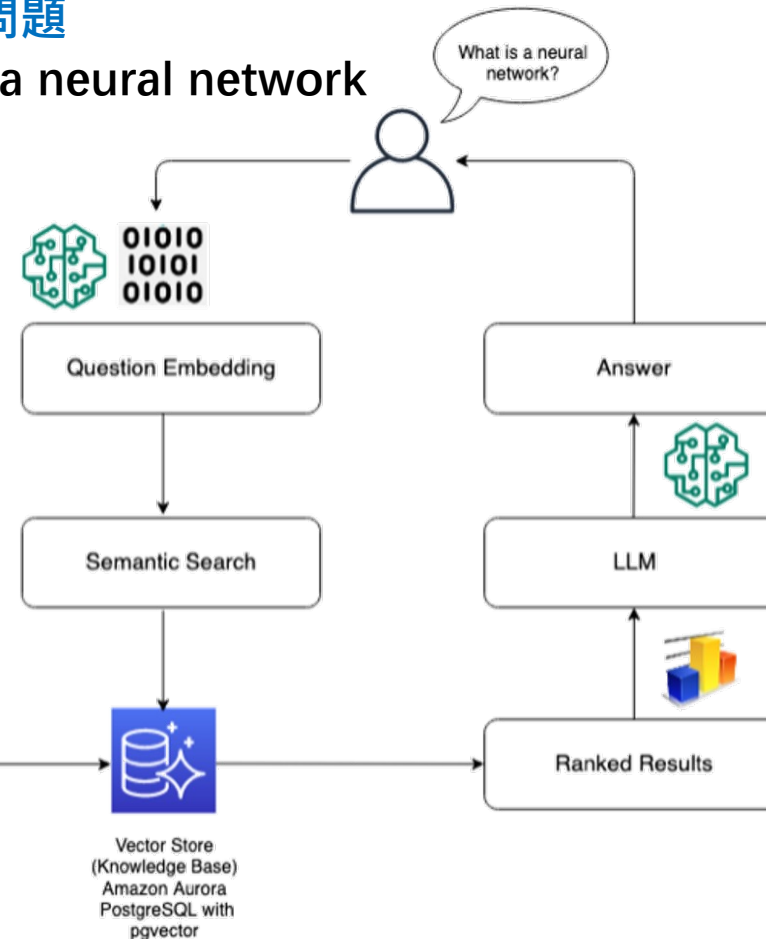 問題
a neural network
What is a neural
network?
01010
10101
01010
Question Embedding
Answer
Semantic Search
LLM
Ranked Results
Vector Store
(Knowledge Base)
Amazon Aurora
PostgreSQL with
pgvector